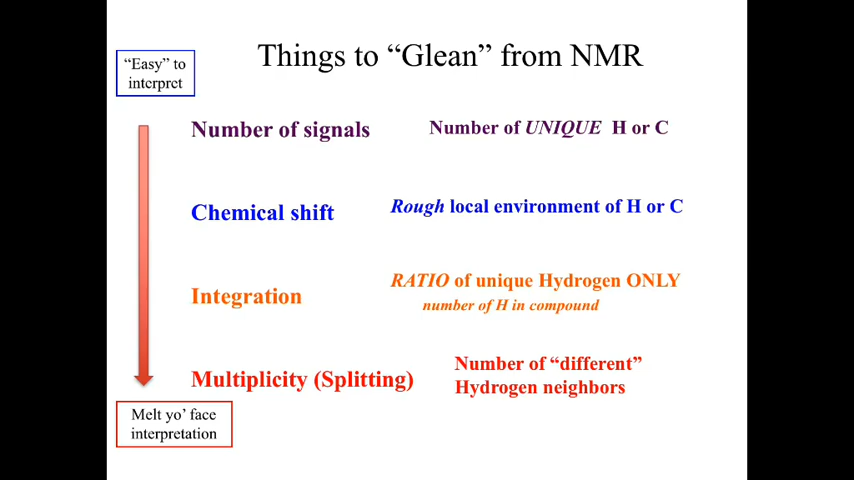 Things to “Glean” from NMR
“Easy” to
interpret
Number of signals
Number of UNIQUE H or C
Chemical shift
Rough local environment of H or C
Integration
RATIO of unique Hydrogen ONLY
number of H in compound
Multiplicity (Splitting)
Number of “different”
Hydrogen neighbors
Melt yo’ face
interpretation